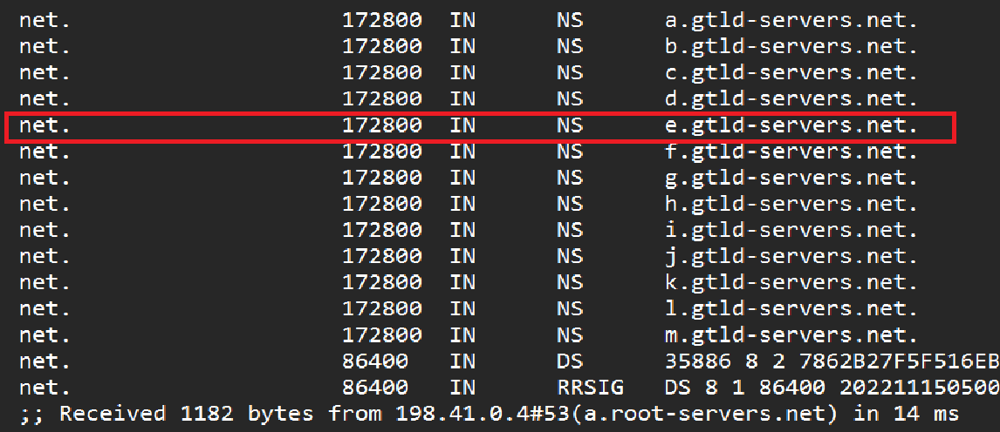 net. 172800 IN NS a.gtld-servers.net.
net. 172800 IN NS b.gtld-servers.net.
net. 172800 IN NS c.gtld-servers.net.
net. 172800 IN NS d.gtld-servers.net.
net. 172800 IN NS e.gtld-servers.net.
net. 172800 IN NS f.gtld-servers.net.
net. 172800 IN NS g.gtld-servers.net.
net. 172800 IN NS h.gtld-servers.net.
net. 172800 IN NS i.gtld-servers.net.
net. 172800 IN NS j.gtld-servers.net.
net. 172800 IN NS k.gtld-servers.net.
net. 172800 IN NS l.gtld-servers.net.
net. 172800 IN NS m.gtld-servers.net.
net. 86400 IN DS 35886 8 2 7862B27F5F516EB
net. 86400 IN RRSIG DS 8 1 86400 202211150500
;; Received 1182 bytes from 198.41.0.4#53(a.root-servers.net) in 14 ms